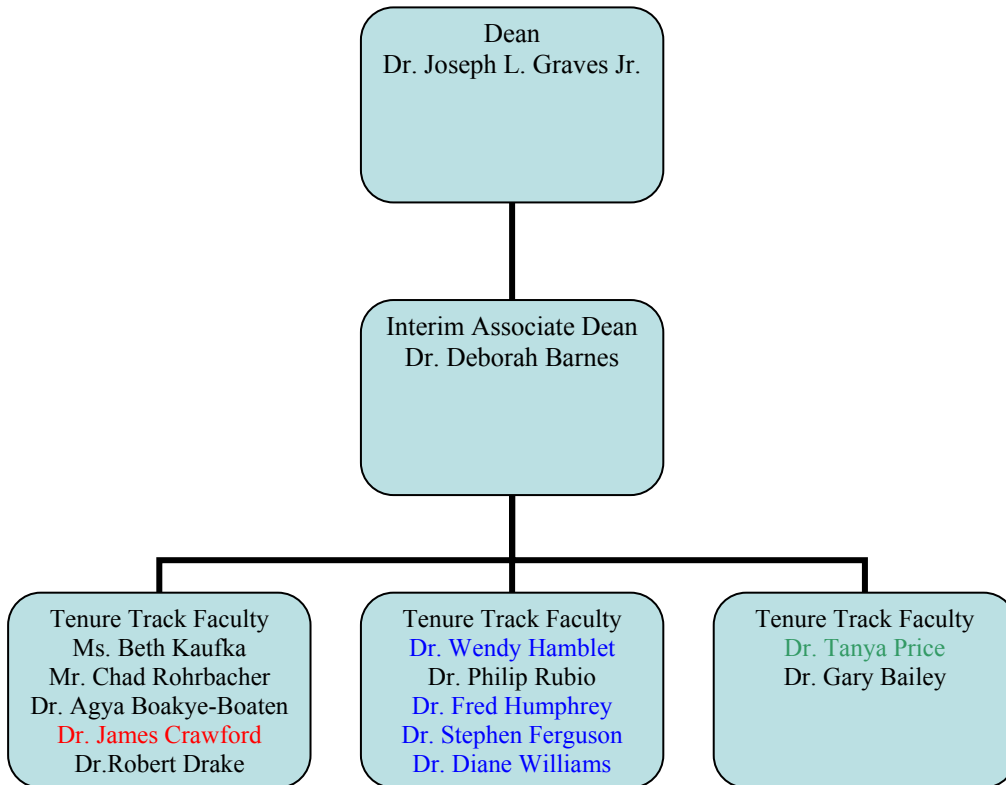 Dean
Dr. Joseph L. Graves Jr.
Interim Associate Dean
Dr. Deborah Barnes
Tenure Track Faculty
Ms. Beth Kaufka
Mr. Chad Rohrbacher
Dr. Agya Boakye-Boaten
Dr. James Crawford
Dr.Robert Drake
Tenure Track Faculty
Dr. Wendy Hamblet
Dr. Philip Rubio
Dr. Fred Humphrey
Dr. Stephen Ferguson
Dr. Diane Williams
Tenure Track Faculty
Dr. Tanya Price
Dr. Gary Bailey